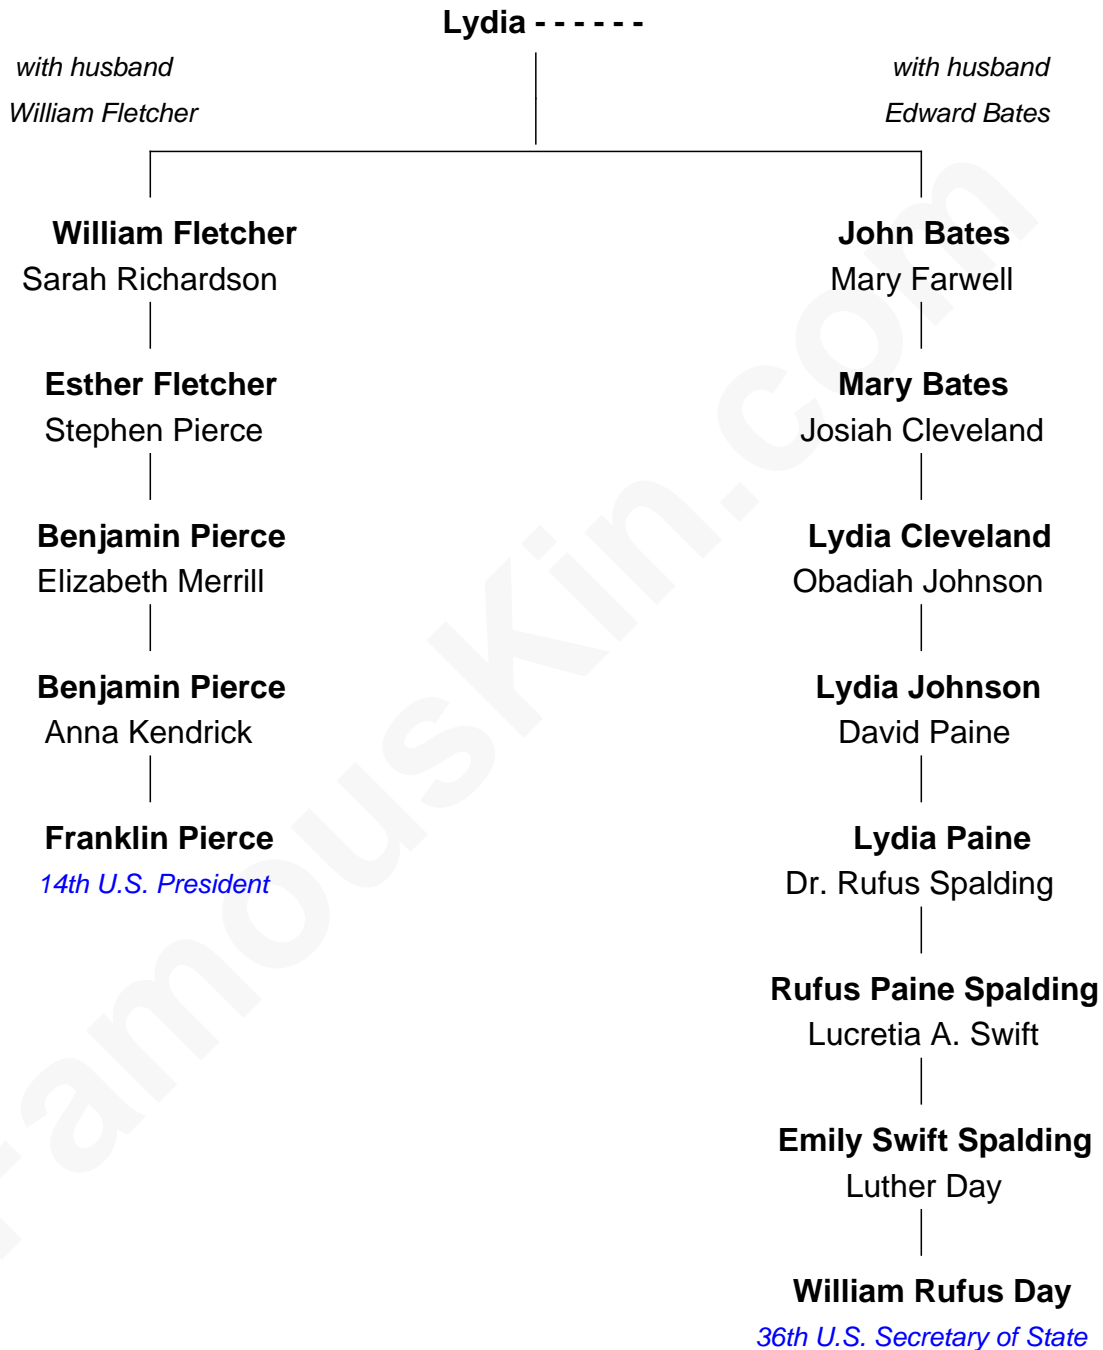 Lydia - - - - - -
with husband
William Fletcher
with husband
Edward Bates
William Fletcher
Sarah Richardson
John Bates
Mary Farwell
Esther Fletcher
Stephen Pierce
Mary Bates
Josiah Cleveland
Benjamin Pierce
Elizabeth Merrill
Lydia Cleveland
Obadiah Johnson
Benjamin Pierce
Anna Kendrick
Lydia Johnson
David Paine
Franklin Pierce
14th U.S. President
Lydia Paine
Dr. Rufus Spalding
Rufus Paine Spalding
Lucretia A. Swift
Emily Swift Spalding
Luther Day
William Rufus Day
36th U.S. Secretary of State
FamousKin.com